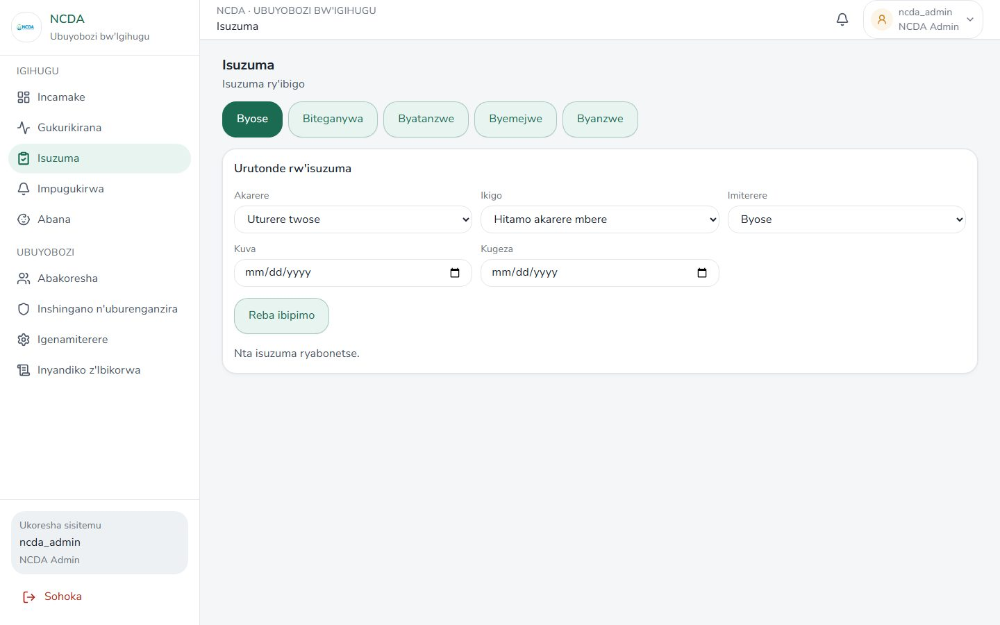 NCDA
NCDA
Ubuyobozi bw'Igihugu
IGIHUGU
Incamake
Gukurikirana
Isuzuma
Impugukirwa
Abana
UBUYOBOZI
Abakoresha
Inshingano n'uburenganzira
Igenamiterere
Inyandiko z'Ibikorwa
Ukoresha sisitemu
ncda_admin
NCDA Admin
Sohoka
NCDA · UBUYOBOZI BW'IGIHUGU
Isuzuma
ncda_admin
NCDA Admin
Isuzuma
Isuzuma ry'ibigo
Byose Biteganywa Byatanzwe Byemejwe Byanzwe
Urutonde rw'isuzuma
Akarere Ikigo Imiterere
Uturere twose Hitamo akarere mbere Byose
Kuva Kugeza
mm/dd/yyyy mm/dd/yyyy
Reba ibipimo
Nta isuzuma ryabonetse.